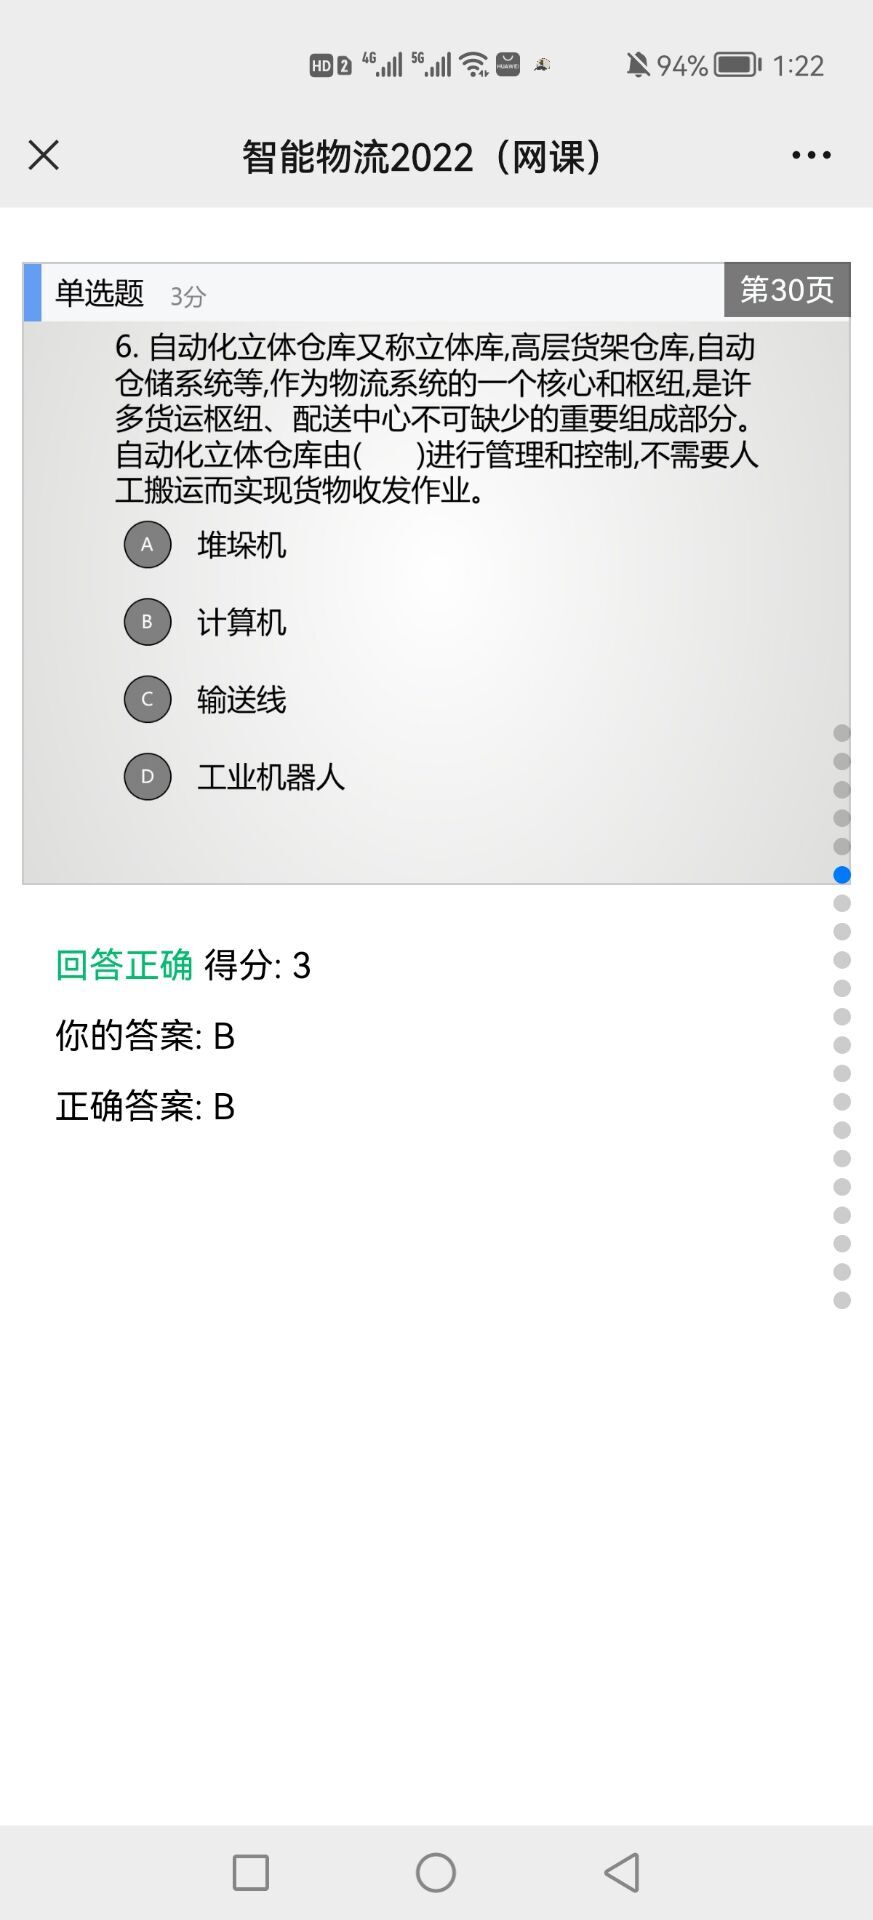 HD 2 4G 5G HUAWEI 94% 1:22
智能物流2022（网课）
单选题 3分 第30页
6. 自动化立体仓库又称立体库,高层货架仓库,自动
仓储系统等,作为物流系统的一个核心和枢纽,是许
多货运枢纽、配送中心不可缺少的重要组成部分。
自动化立体仓库由(      )进行管理和控制,不需要人
工搬运而实现货物收发作业。
A 堆垛机
B 计算机
C 输送线
D 工业机器人
回答正确 得分: 3
你的答案: B
正确答案: B